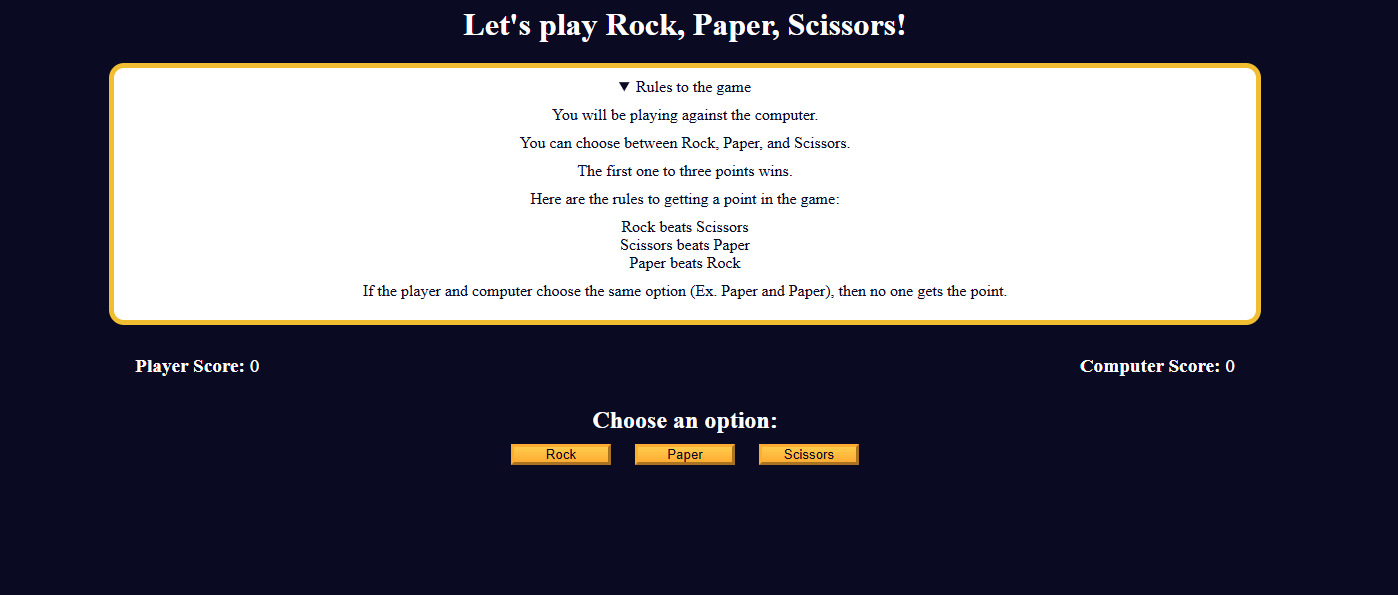 Let's play Rock, Paper, Scissors!
▼ Rules to the game
You will be playing against the computer.
You can choose between Rock, Paper, and Scissors.
The first one to three points wins.
Here are the rules to getting a point in the game:
Rock beats Scissors
Scissors beats Paper
Paper beats Rock
If the player and computer choose the same option (Ex. Paper and Paper), then no one gets the point.
Player Score: 0
Computer Score: 0
Choose an option:
Rock
Paper
Scissors